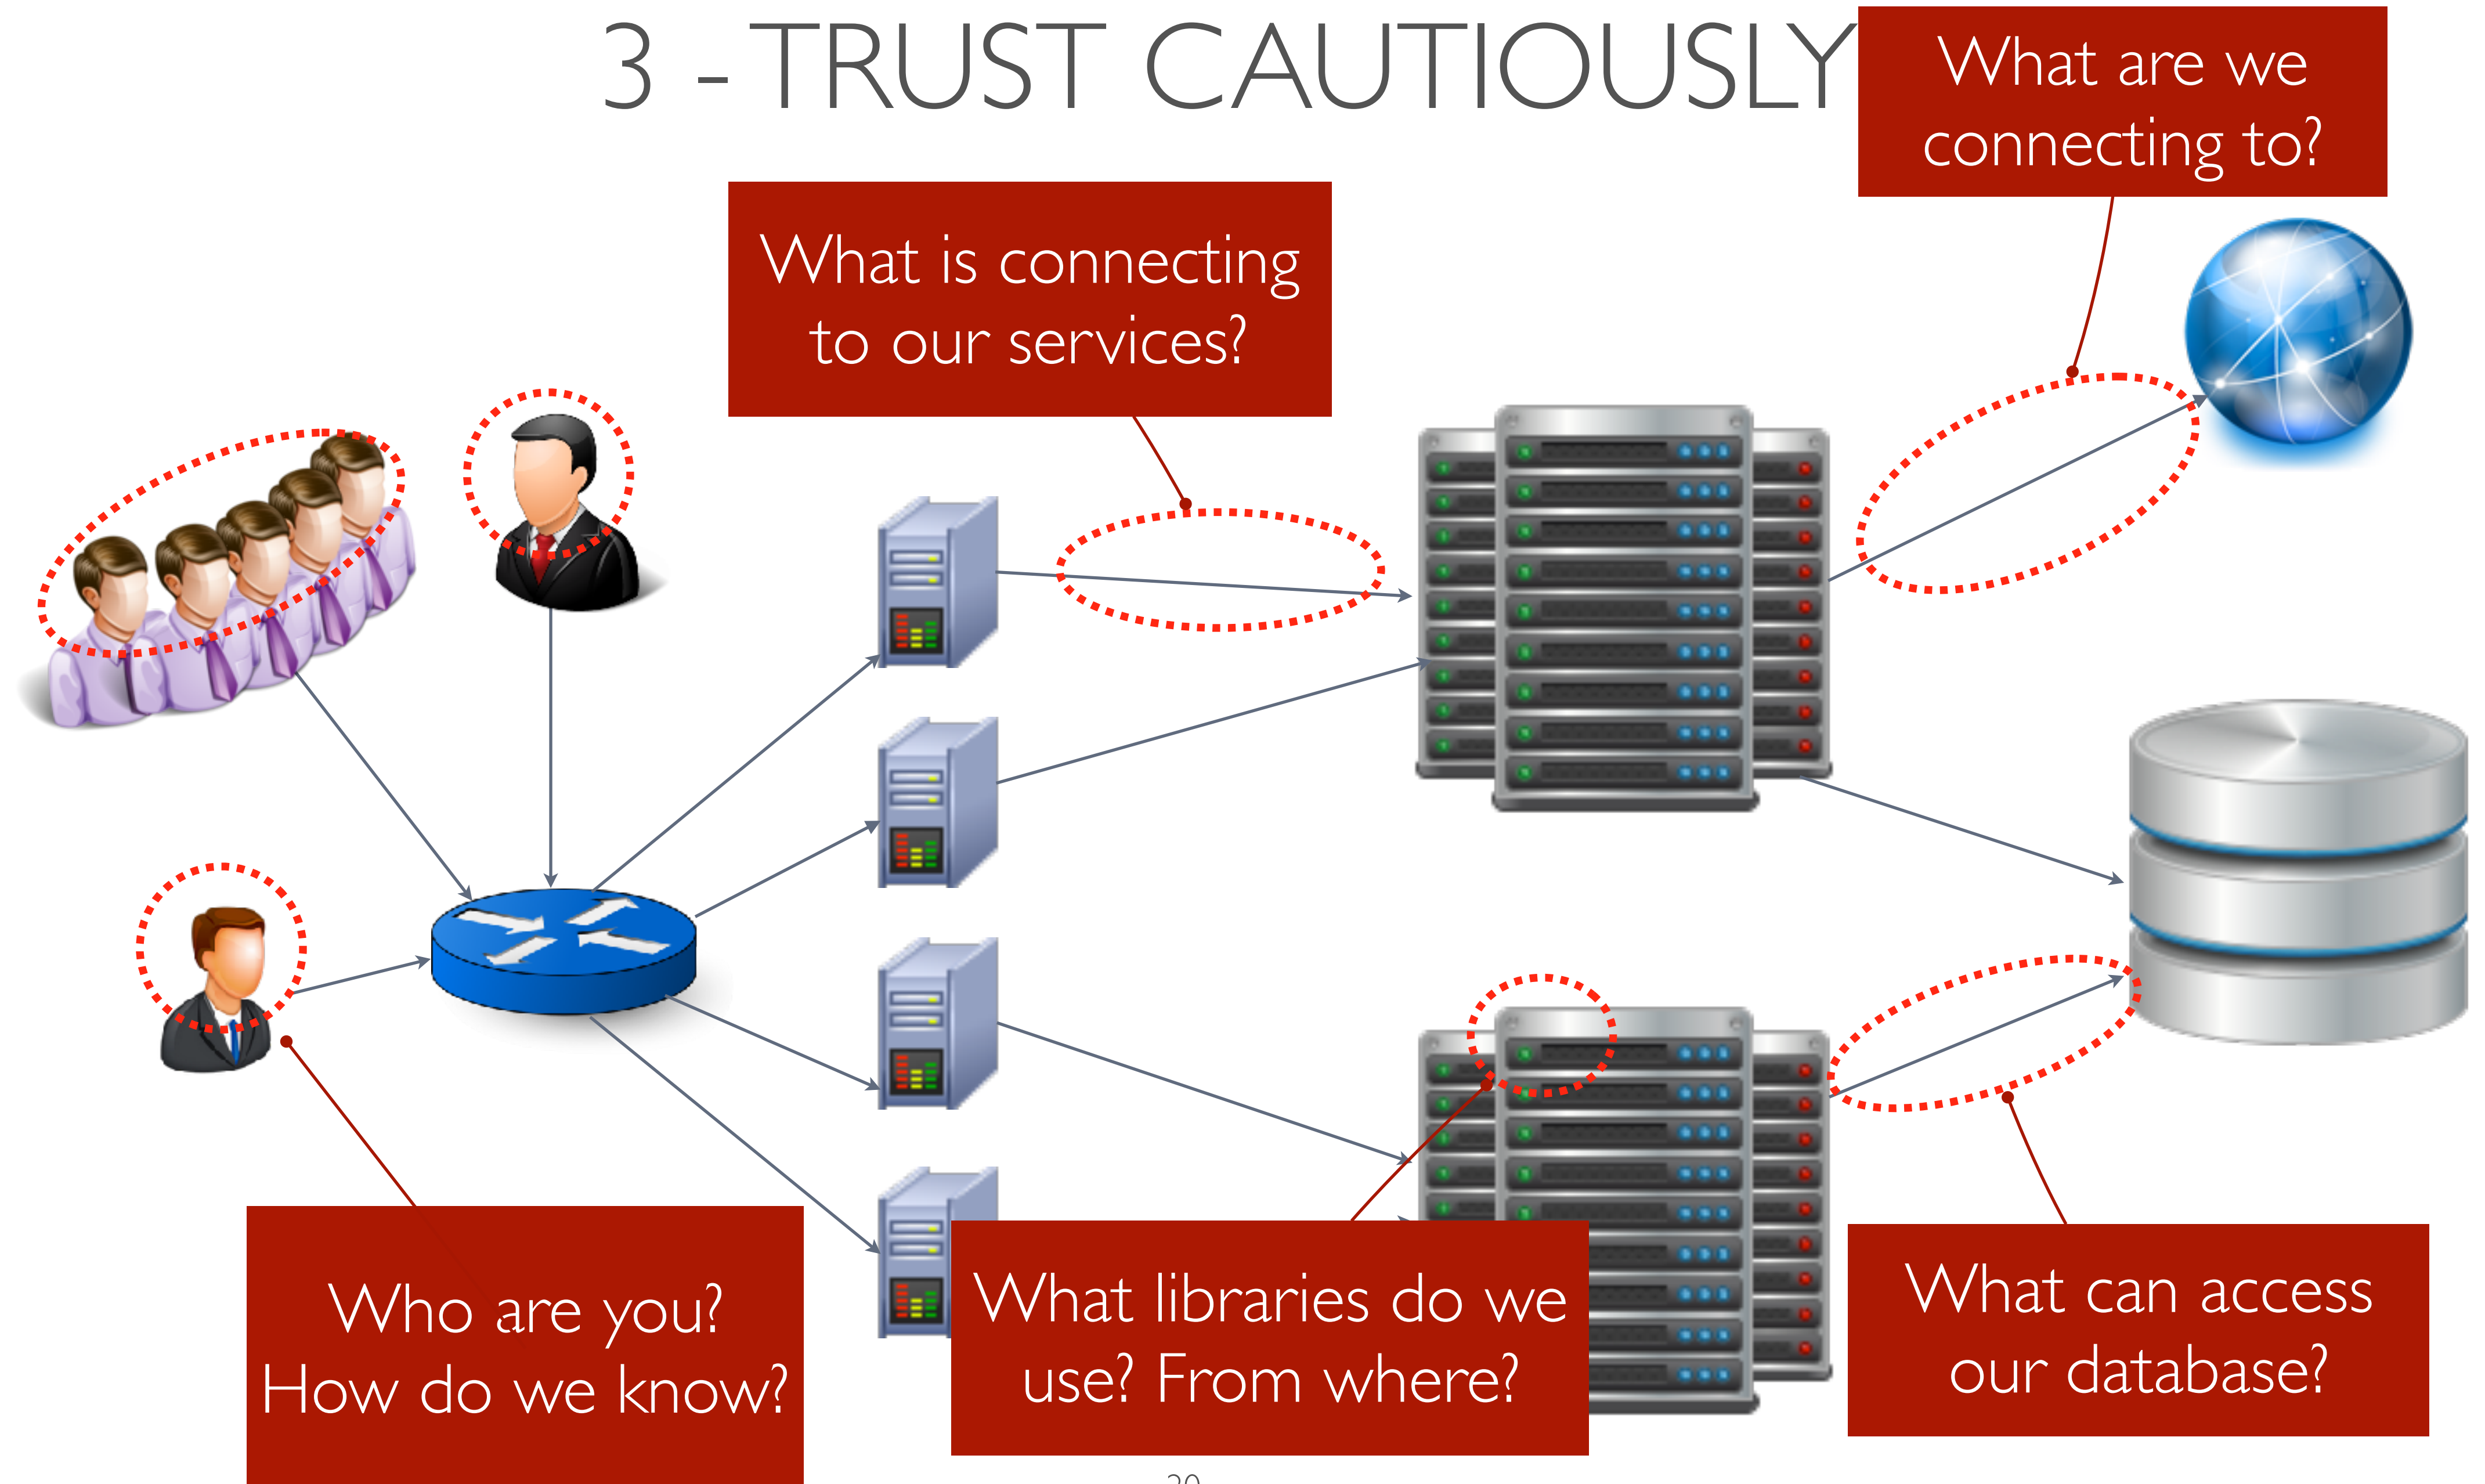 3 - TRUST CAUTIOUSLY
What are we
connecting to?
What is connecting
to our services?
Who are you?
How do we know?
What libraries do we
use? From where?
What can access
our database?